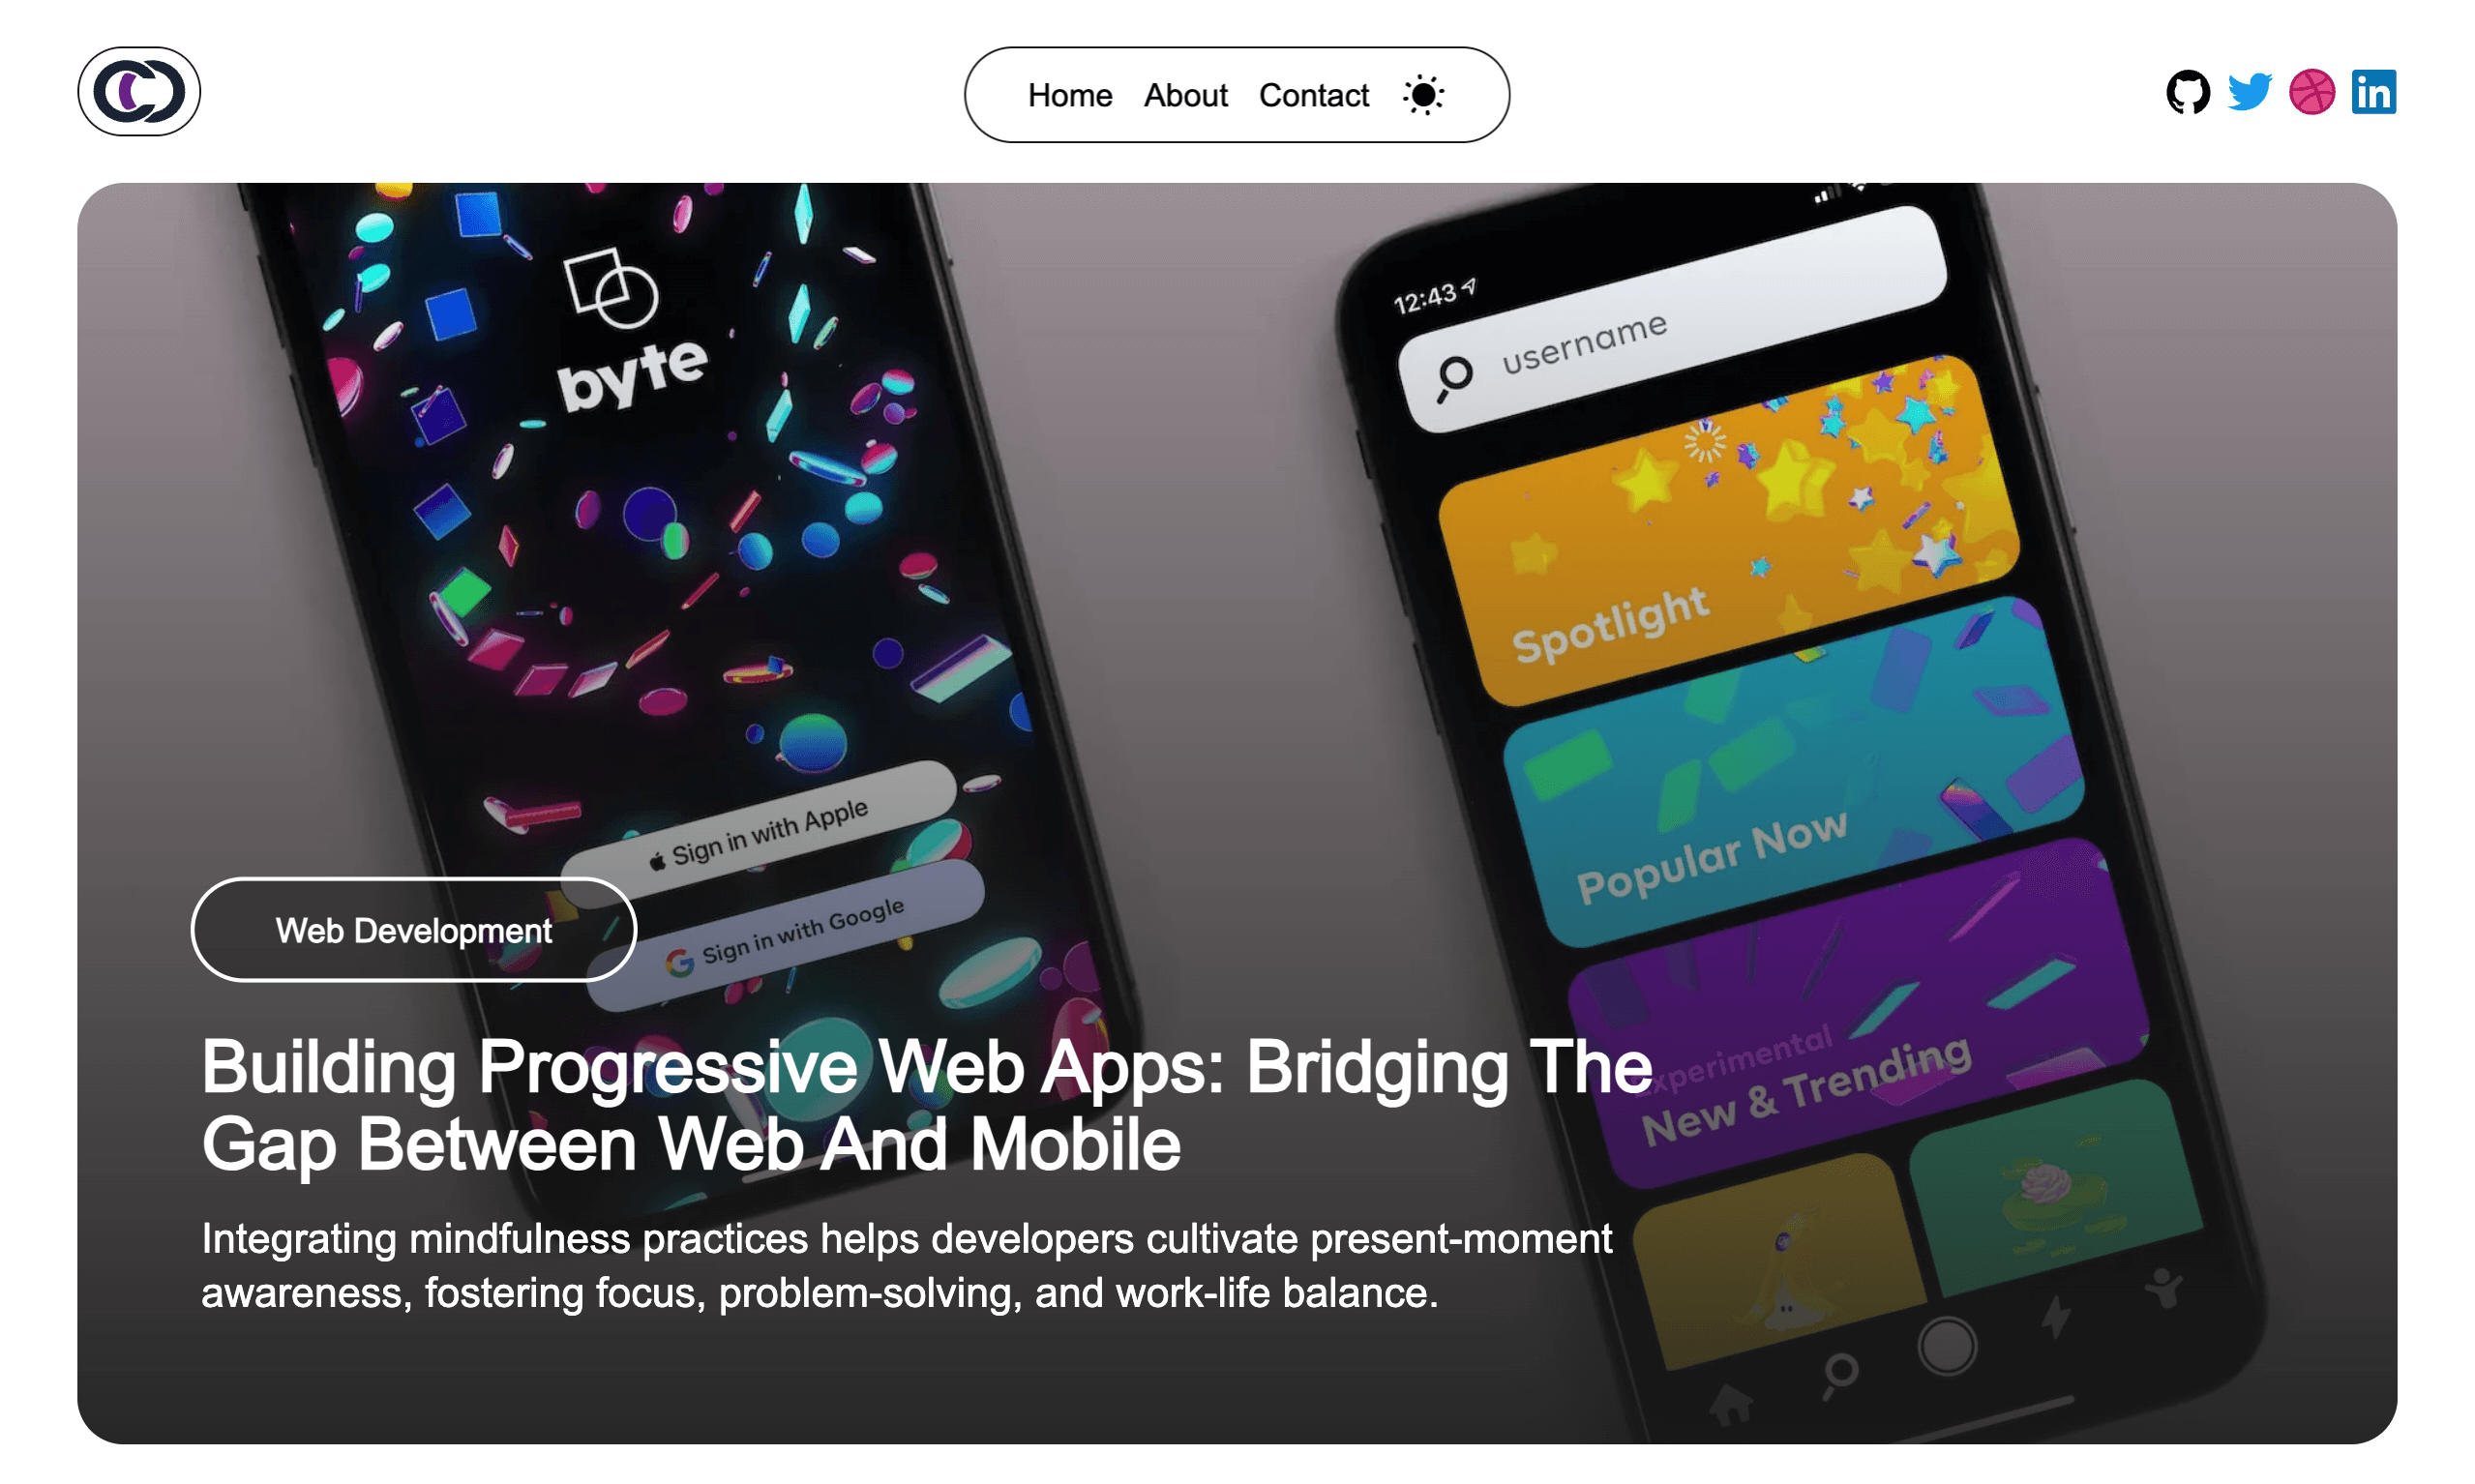 Home About Contact
12:43
username
byte
Spotlight
Popular Now
Sign in with Apple
Sign in with Google
Web Development
Experimental
New & Trending
Building Progressive Web Apps: Bridging The
Gap Between Web And Mobile
Integrating mindfulness practices helps developers cultivate present-moment
awareness, fostering focus, problem-solving, and work-life balance.
in